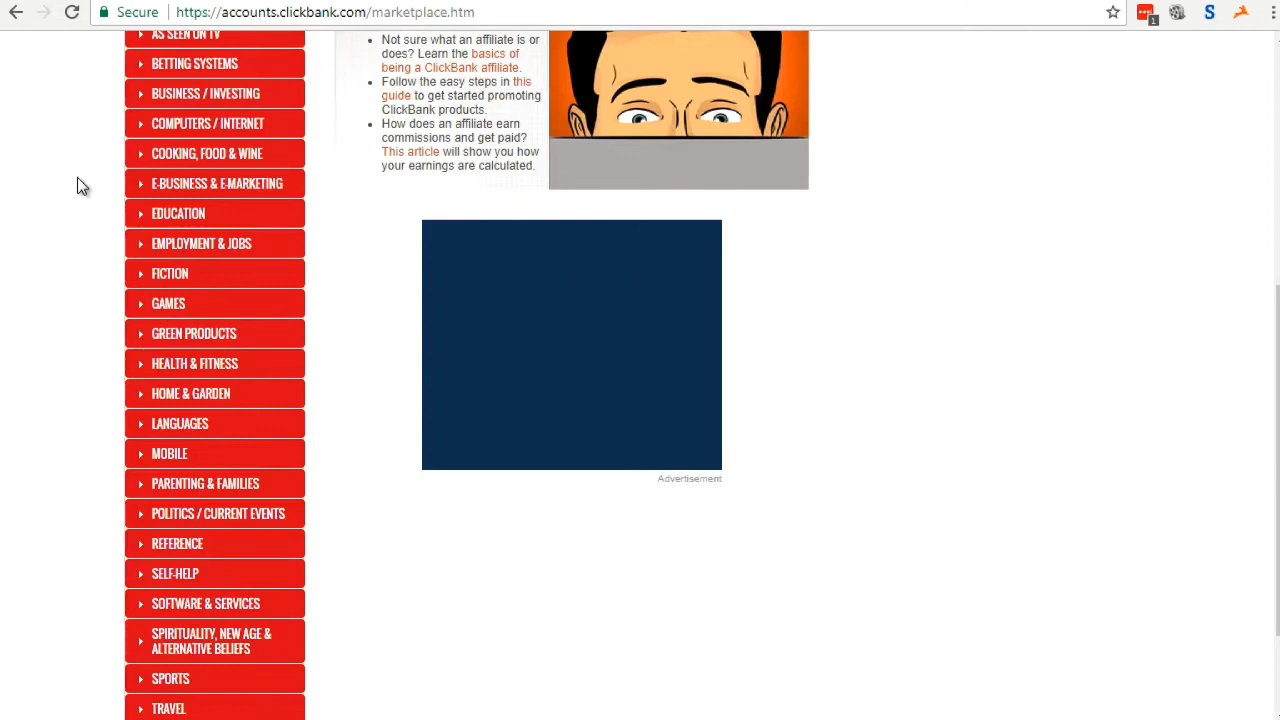 Secure
https://accounts.clickbank.com/marketplace.htm
1
S
AS SEEN ON TV
BETTING SYSTEMS
BUSINESS / INVESTING
COMPUTERS / INTERNET
COOKING, FOOD & WINE
E-BUSINESS & E-MARKETING
EDUCATION
EMPLOYMENT & JOBS
FICTION
GAMES
GREEN PRODUCTS
HEALTH & FITNESS
HOME & GARDEN
LANGUAGES
MOBILE
PARENTING & FAMILIES
POLITICS / CURRENT EVENTS
REFERENCE
SELF-HELP
SOFTWARE & SERVICES
SPIRITUALITY, NEW AGE &
ALTERNATIVE BELIEFS
SPORTS
TRAVEL
Not sure what an affiliate is or
does? Learn the basics of
being a ClickBank affiliate.
Follow the easy steps in this
guide to get started promoting
ClickBank products.
How does an affiliate earn
commissions and get paid?
This article will show you how
your earnings are calculated.
Advertisement